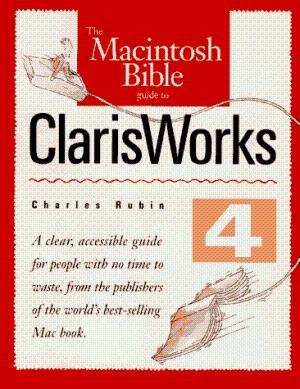 The
Macintosh
Bible
guide to
ClarisWorks
Charles Rubin
4
A clear, accessible guide
for people with no time to
waste, from the publishers
of the world's best-selling
Mac book.